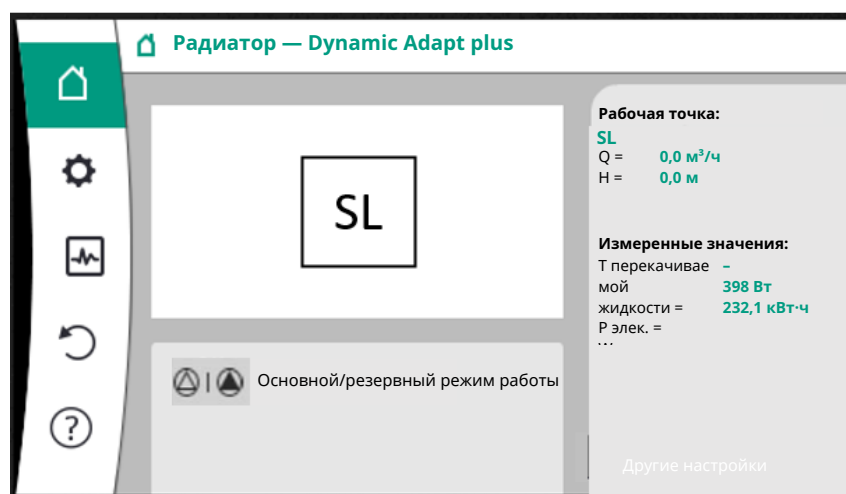 Радиатор — Dynamic Adapt plus
SL
Основной/резервный режим работы
Рабочая точка:
SL
Q = 0,0 м³/ч
H = 0,0 м
Измеренные значения:
Т перекачивае –
мой 398 Вт
жидкости = 232,1 кВт·ч
Р элек. =
Другие настройки